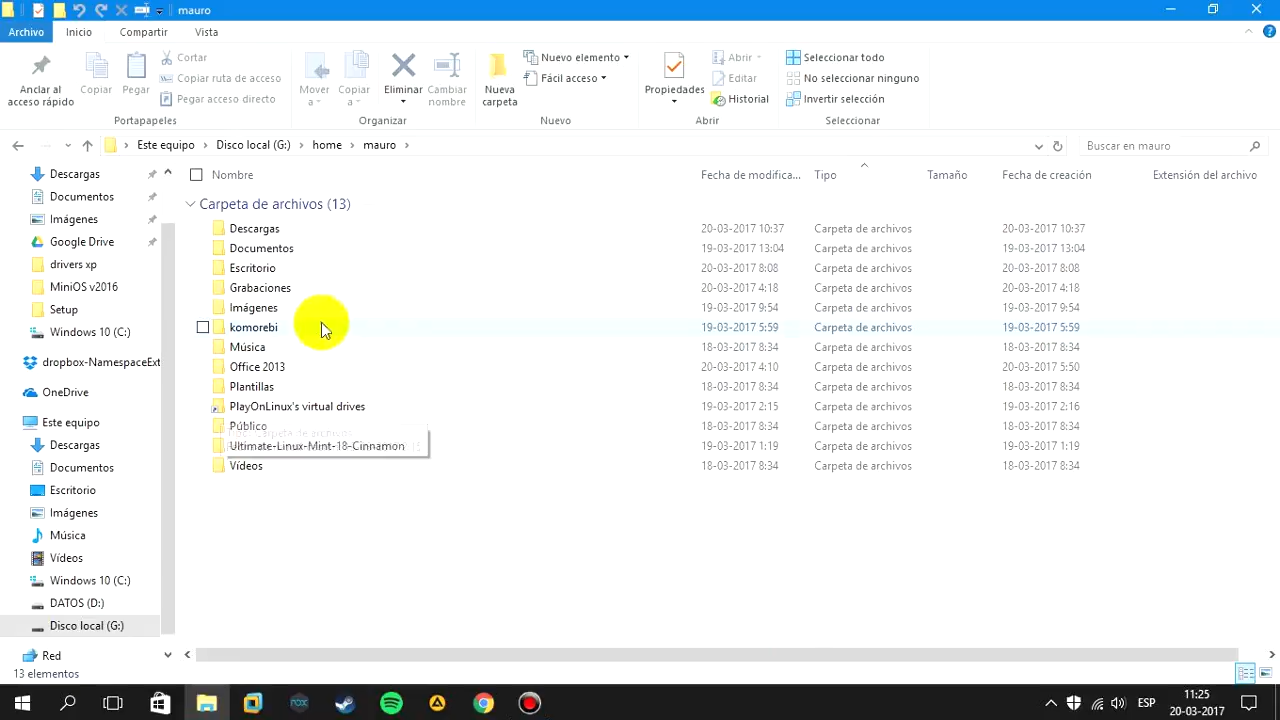 mauro
Archivo Inicio Compartir Vista
Anclar al acceso rápido
Copiar
Pegar
Cortar
Copiar ruta de acceso
Pegar acceso directo
Portapapeles
Mover a
Copiar a
Eliminar
Cambiar nombre
Organizar
Nueva carpeta
Nuevo elemento
Fácil acceso
Nuevo
Propiedades
Abrir
Editar
Historial
Abrir
Seleccionar todo
No seleccionar ninguno
Invertir selección
Seleccionar
Este equipo Disco local (G:) home mauro
Buscar en mauro
Descargas
Documentos
Imágenes
Google Drive
drivers xp
MiniOS v2016
Setup
Windows 10 (C:)
dropbox-NamespaceExt
OneDrive
Este equipo
Descargas
Documentos
Escritorio
Imágenes
Música
Vídeos
Windows 10 (C:)
DATOS (D:)
Disco local (G:)
Red
Nombre Fecha de modifica... Tipo Tamaño Fecha de creación Extensión del archivo
Carpeta de archivos (13)
Descargas 20-03-2017 10:37 Carpeta de archivos 20-03-2017 10:37
Documentos 19-03-2017 13:04 Carpeta de archivos 19-03-2017 13:04
Escritorio 20-03-2017 8:08 Carpeta de archivos 20-03-2017 8:08
Grabaciones 20-03-2017 4:18 Carpeta de archivos 20-03-2017 4:18
Imágenes 19-03-2017 9:54 Carpeta de archivos 19-03-2017 9:54
komorebi 19-03-2017 5:59 Carpeta de archivos 19-03-2017 5:59
Música 18-03-2017 8:34 Carpeta de archivos 18-03-2017 8:34
Office 2013 20-03-2017 4:10 Carpeta de archivos 20-03-2017 5:50
Plantillas 18-03-2017 8:34 Carpeta de archivos 18-03-2017 8:34
PlayOnLinux's virtual drives 19-03-2017 2:15 Carpeta de archivos 19-03-2017 2:16
Público 18-03-2017 8:34 Carpeta de archivos 18-03-2017 8:34
Ultimate-Linux-Mint-18-Cinnamon 19-03-2017 1:19 Carpeta de archivos 19-03-2017 1:19
Vídeos 18-03-2017 8:34 Carpeta de archivos 18-03-2017 8:34
13 elementos
nox
ESP
11:25
20-03-2017